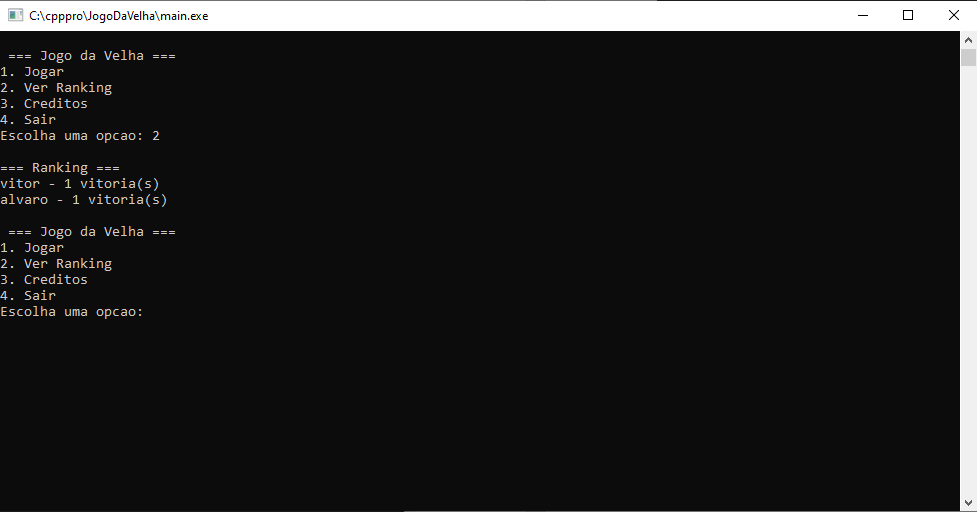 C:\cpppro\JogoDaVelha\main.exe
=== Jogo da Velha ===
1. Jogar
2. Ver Ranking
3. Creditos
4. Sair
Escolha uma opcao: 2
=== Ranking ===
vitor - 1 vitoria(s)
alvaro - 1 vitoria(s)
=== Jogo da Velha ===
1. Jogar
2. Ver Ranking
3. Creditos
4. Sair
Escolha uma opcao: